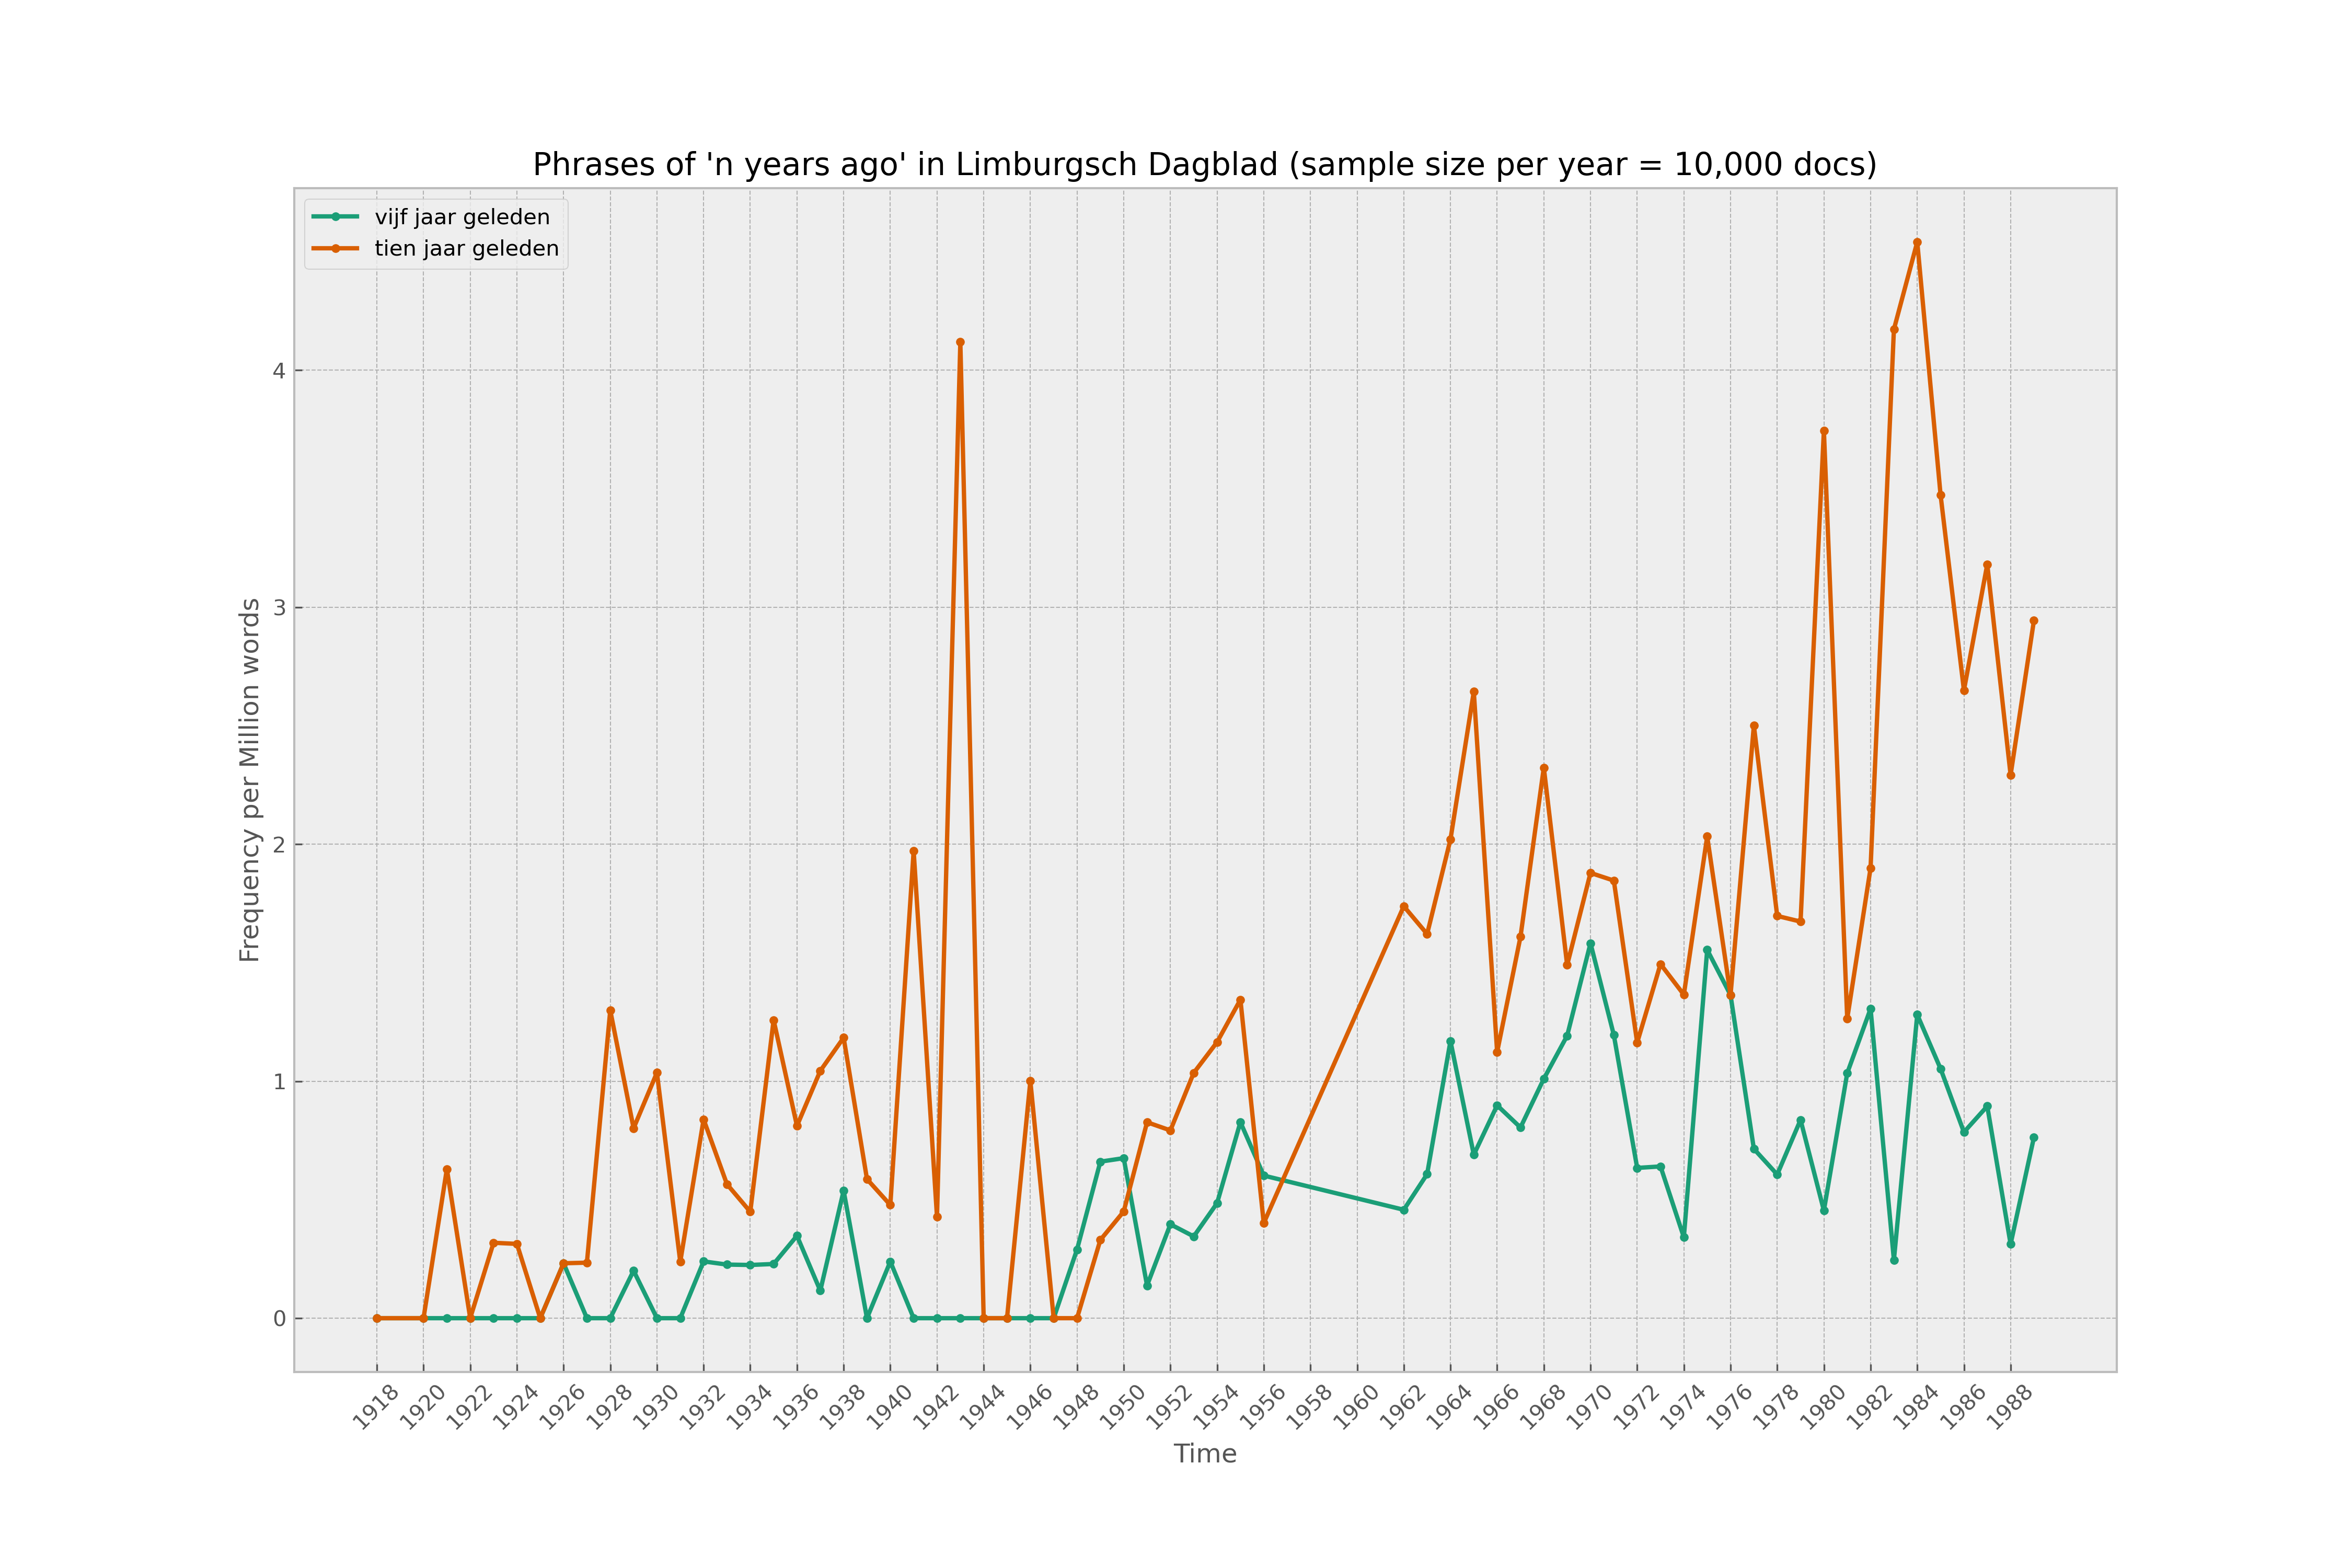 Phrases of 'n years ago' in Limburgsch Dagblad (sample size per year = 10,000 docs)
vijf jaar geleden
tien jaar geleden
Frequency per Million words
4
3
2
1
0
1918 1920 1922 1924 1926 1928 1930 1932 1934 1936 1938 1940 1942 1944 1946 1948 1950 1952 1954 1956 1958 1960 1962 1964 1966 1968 1970 1972 1974 1976 1978 1980 1982 1984 1986 1988
Time